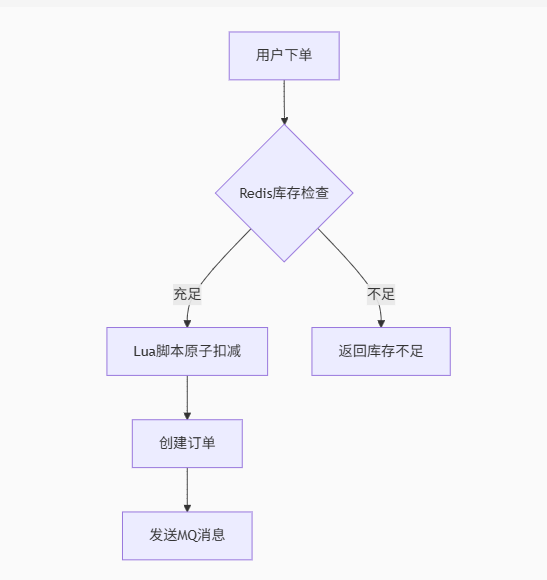 用户下单
Redis库存检查
充足
不足
Lua脚本原子扣减
返回库存不足
创建订单
发送MQ消息